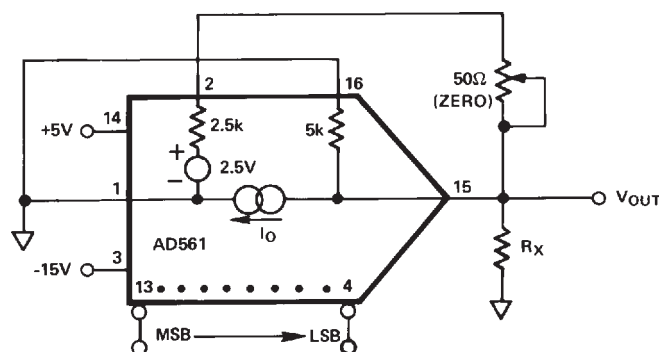 2
16
50Ω
(ZERO)
14
+5V
2.5k
5k
+
2.5V
−
1
15
VOUT
IO
AD561
RX
3
-15V
13
4
MSB
LSB